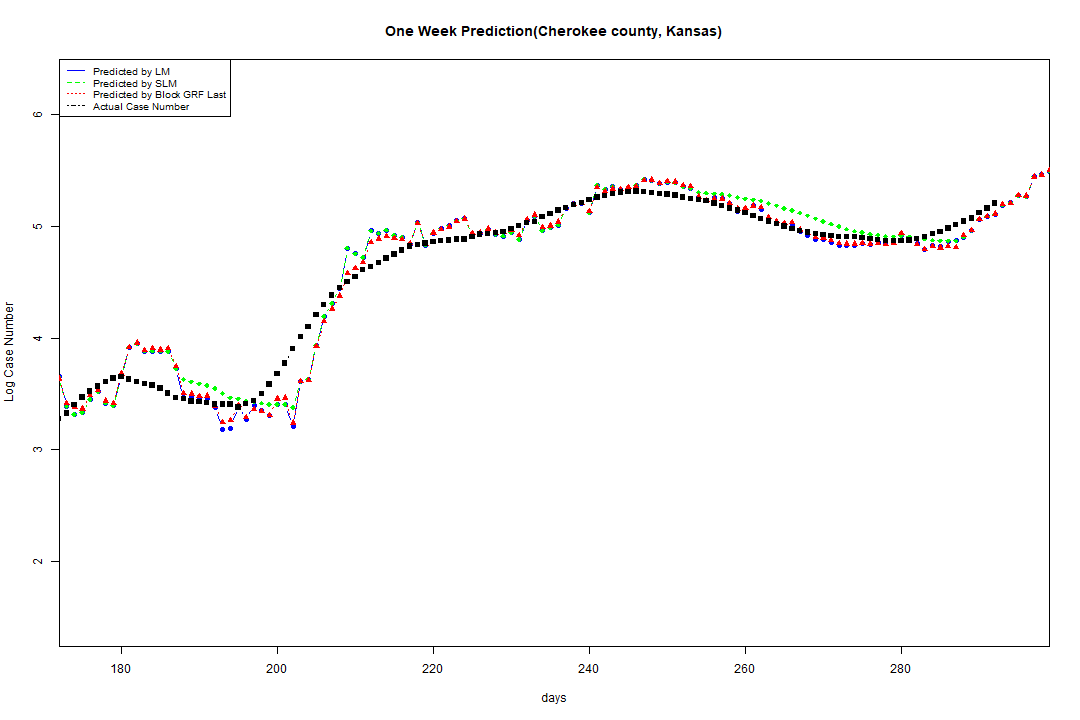 One Week Prediction(Cherokee county, Kansas)
Predicted by LM
Predicted by SLM
Predicted by Block GRF Last
Actual Case Number
6
5
4
3
2
Log Case Number
180 200 220 240 260 280
days